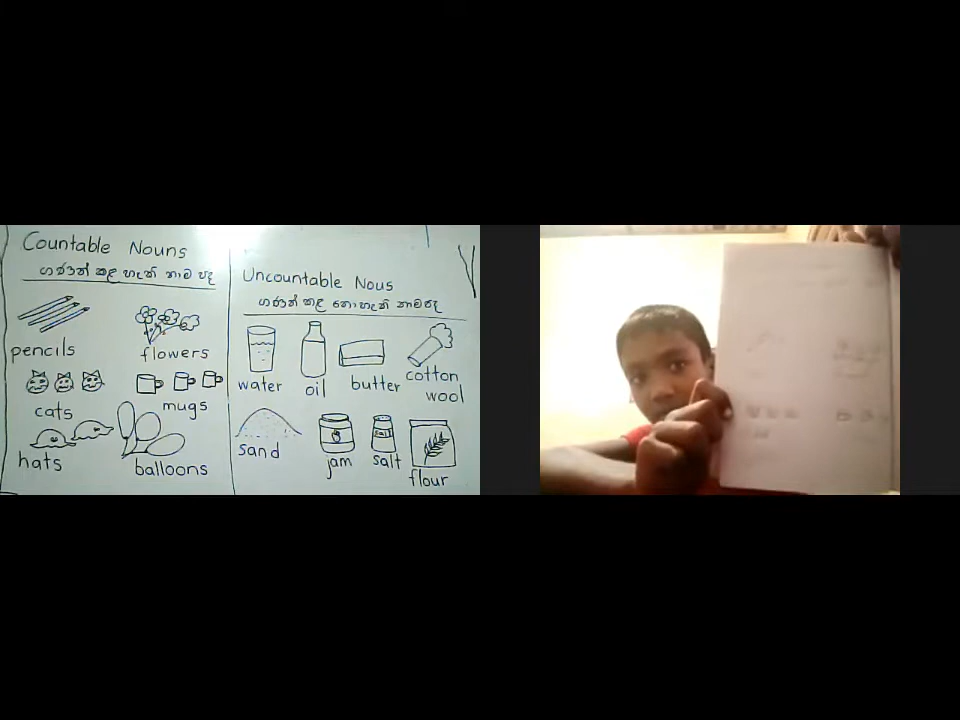 Countable Nouns
ගණන් කළ හැකි නාම පද
pencils
flowers
cats
mugs
hats
balloons
Uncountable Nous
ගණන් කළ නොහැකි නාමපද
water
oil
butter
cotton
wool
sand
jam
salt
salt
flour